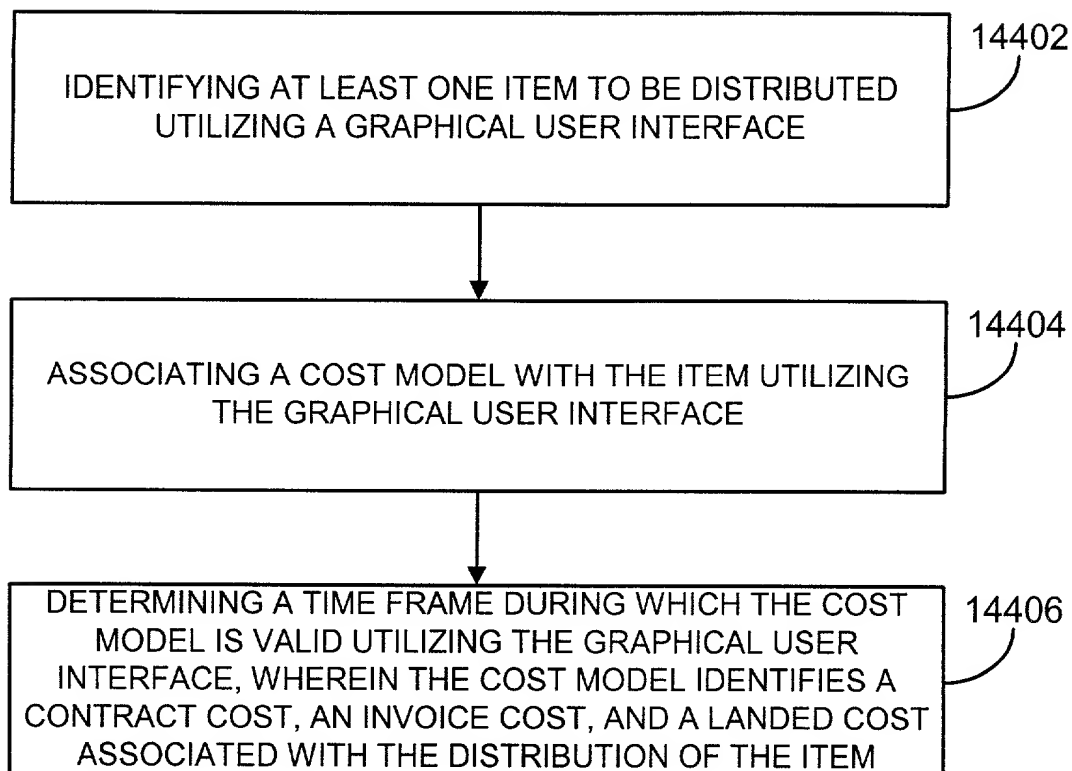 14402
IDENTIFYING AT LEAST ONE ITEM TO BE DISTRIBUTED
UTILIZING A GRAPHICAL USER INTERFACE
14404
ASSOCIATING A COST MODEL WITH THE ITEM UTILIZING
THE GRAPHICAL USER INTERFACE
14406
DETERMINING A TIME FRAME DURING WHICH THE COST
MODEL IS VALID UTILIZING THE GRAPHICAL USER
INTERFACE, WHEREIN THE COST MODEL IDENTIFIES A
CONTRACT COST, AN INVOICE COST, AND A LANDED COST
ASSOCIATED WITH THE DISTRIBUTION OF THE ITEM